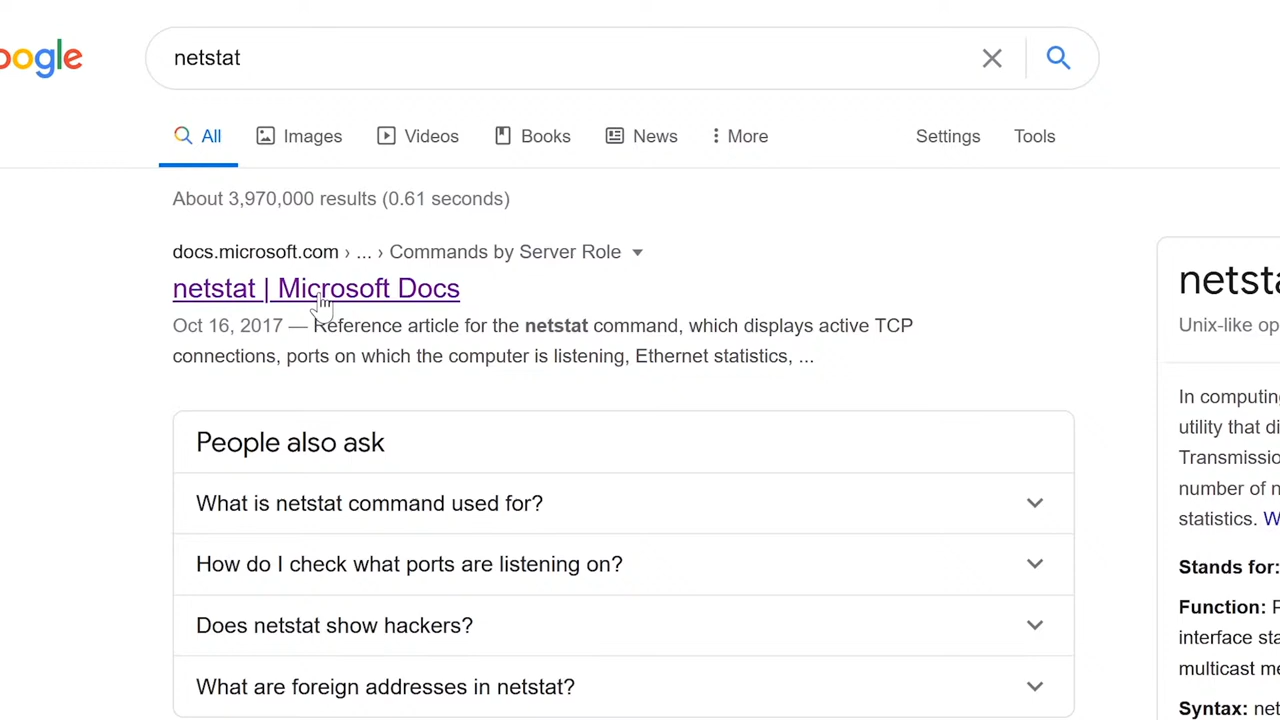 oogle
netstat
All Images Videos Books News More Settings Tools
About 3,970,000 results (0.61 seconds)
docs.microsoft.com › ... › Commands by Server Role
netstat | Microsoft Docs
Oct 16, 2017 — Reference article for the netstat command, which displays active TCP
connections, ports on which the computer is listening, Ethernet statistics, ...
People also ask
What is netstat command used for?
How do I check what ports are listening on?
Does netstat show hackers?
What are foreign addresses in netstat?
netsta
Unix-like op
In computin
utility that di
Transmissio
number of n
statistics. W
Stands for:
Function: P
interface sta
multicast me
Syntax: net